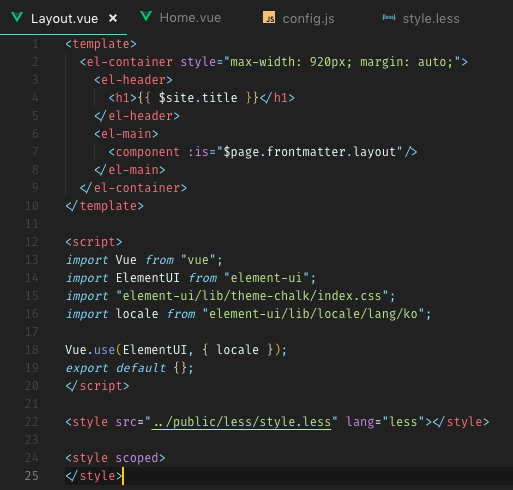 Layout.vue × Home.vue JS config.js {less} style.less
1 <template>
2 <el-container style="max-width: 920px; margin: auto;">
3 <el-header>
4 <h1>{{ $site.title }}</h1>
5 </el-header>
6 <el-main>
7 <component :is="$page.frontmatter.layout"/>
8 </el-main>
9 </el-container>
10 </template>
11
12 <script>
13 import Vue from "vue";
14 import ElementUI from "element-ui";
15 import "element-ui/lib/theme-chalk/index.css";
16 import locale from "element-ui/lib/locale/lang/ko";
17
18 Vue.use(ElementUI, { locale });
19 export default {};
20 </script>
21
22 <style src="../public/less/style.less" lang="less"></style>
23
24 <style scoped>
25 </style>